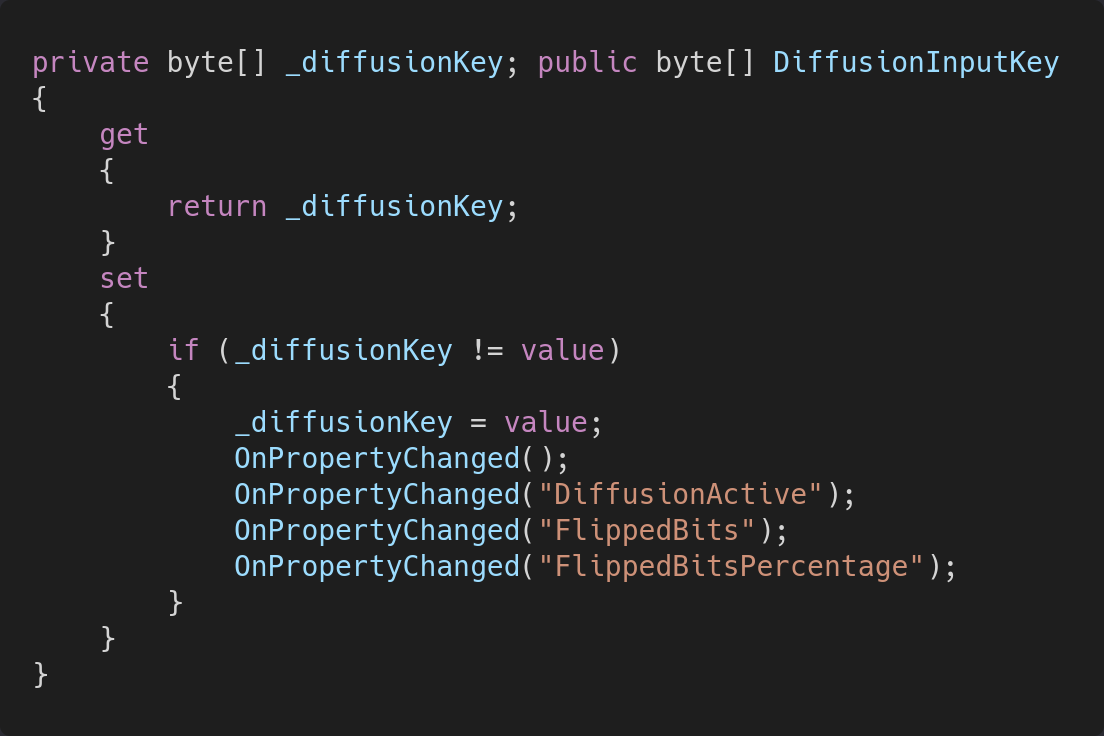 private byte[] _diffusionKey; public byte[] DiffusionInputKey
{
    get
    {
        return _diffusionKey;
    }
    set
    {
        if (_diffusionKey != value)
        {
            _diffusionKey = value;
            OnPropertyChanged();
            OnPropertyChanged("DiffusionActive");
            OnPropertyChanged("FlippedBits");
            OnPropertyChanged("FlippedBitsPercentage");
        }
    }
}